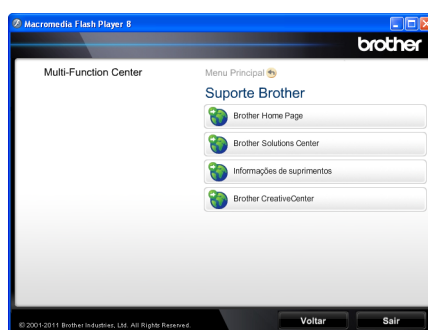 Macromedia Flash Player 8
brother
Multi-Function Center
Menu Principal
Suporte Brother
Brother Home Page
Brother Solutions Center
Informações de suprimentos
Brother CreativeCenter
© 2001-2011 Brother Industries, Ltd. All Rights Reserved.
Voltar
Sair